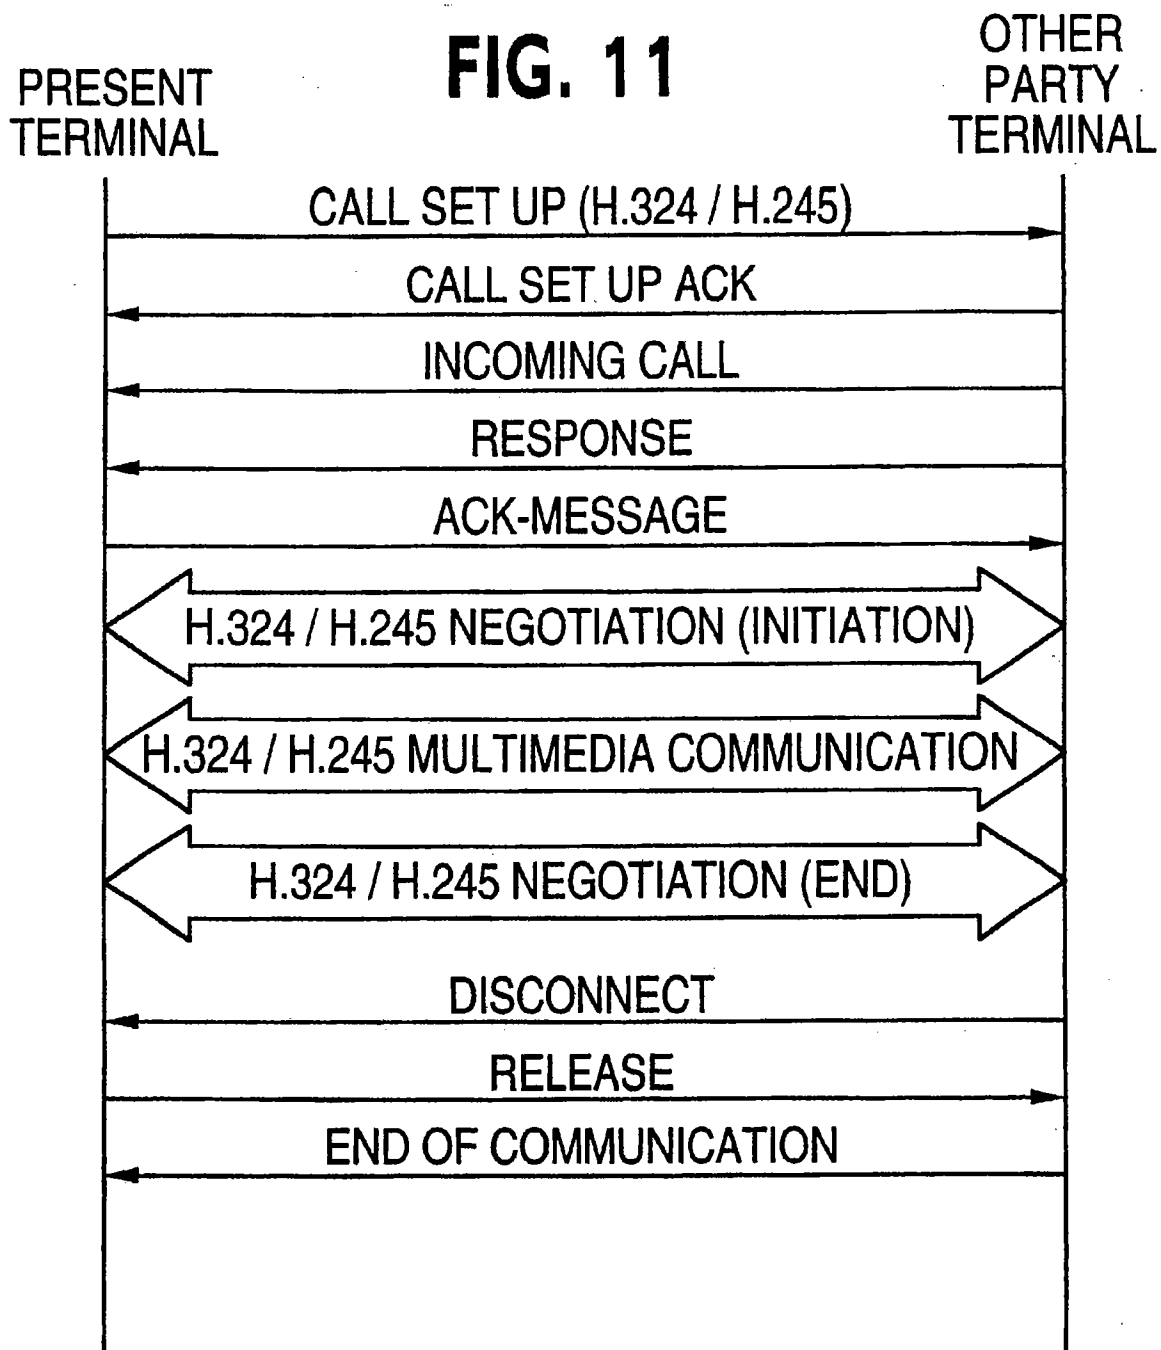 FIG. 11
PRESENT
TERMINAL
OTHER
PARTY
TERMINAL
CALL SET UP (H.324 / H.245)
CALL SET UP ACK
INCOMING CALL
RESPONSE
ACK-MESSAGE
H.324 / H.245 NEGOTIATION (INITIATION)
H.324 / H.245 MULTIMEDIA COMMUNICATION
H.324 / H.245 NEGOTIATION (END)
DISCONNECT
RELEASE
END OF COMMUNICATION